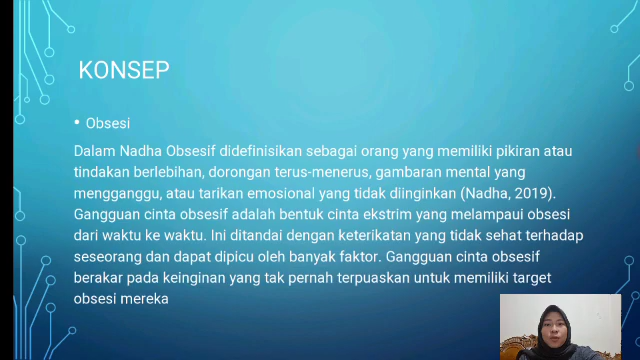 KONSEP
• Obsesi
Dalam Nadha Obsesif didefinisikan sebagai orang yang memiliki pikiran atau
tindakan berlebihan, dorongan terus-menerus, gambaran mental yang
mengganggu, atau tarikan emosional yang tidak diinginkan (Nadha, 2019).
Gangguan cinta obsesif adalah bentuk cinta ekstrim yang melampaui obsesi
dari waktu ke waktu. Ini ditandai dengan keterikatan yang tidak sehat terhadap
seseorang dan dapat dipicu oleh banyak faktor. Gangguan cinta obsesif
berakar pada keinginan yang tak pernah terpuaskan untuk memiliki target
obsesi mereka